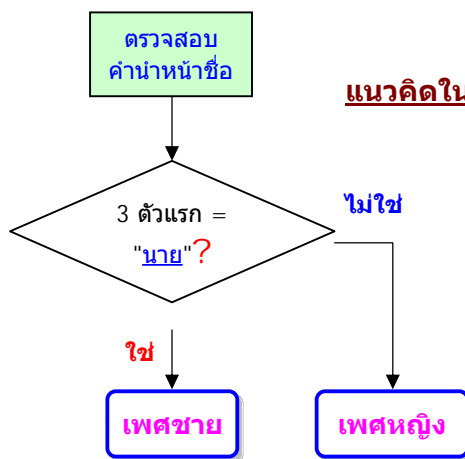 ตรวจสอบ
คำนำหน้าชื่อ
แนวคิดใน
3 ตัวแรก =
"นาย"?
ไม่ใช่
ใช่
เพศชาย
เพศหญิง